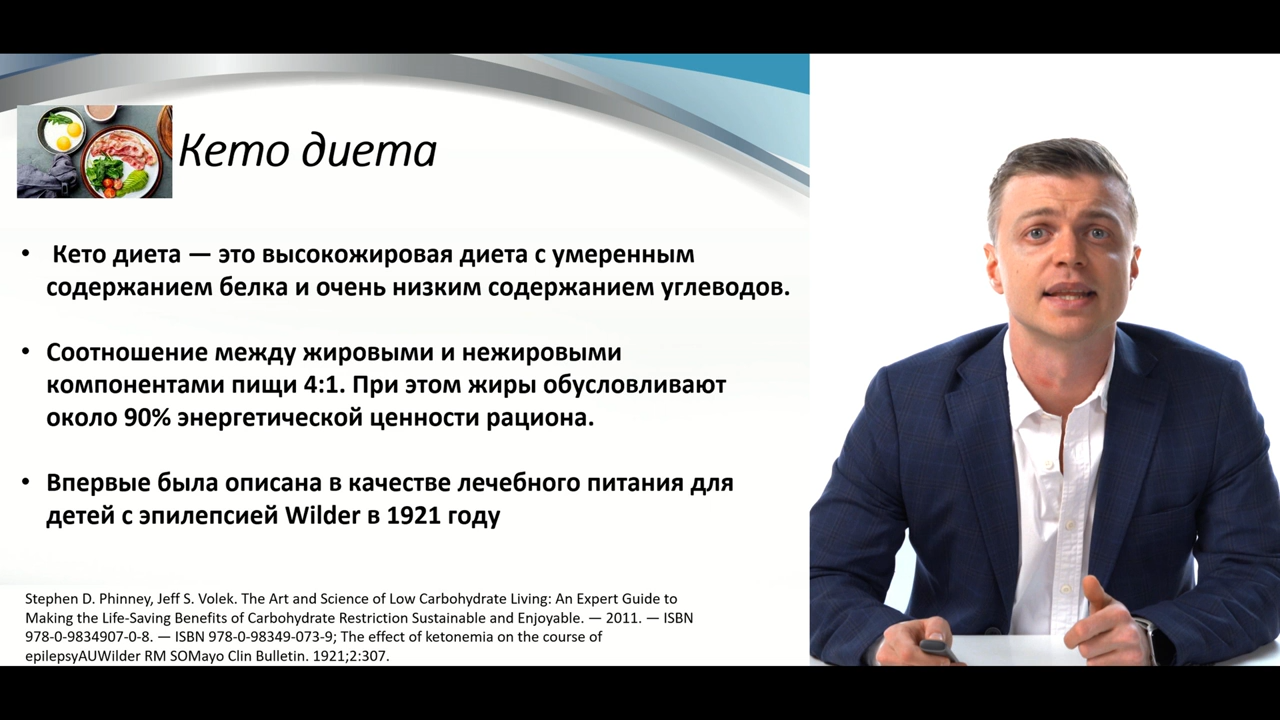 Кето диета
• Кето диета — это высокожировая диета с умеренным
содержанием белка и очень низким содержанием углеводов.
• Соотношение между жировыми и нежировыми
компонентами пищи 4:1. При этом жиры обусловливают
около 90% энергетической ценности рациона.
• Впервые была описана в качестве лечебного питания для
детей с эпилепсией Wilder в 1921 году
Stephen D. Phinney, Jeff S. Volek. The Art and Science of Low Carbohydrate Living: An Expert Guide to
Making the Life-Saving Benefits of Carbohydrate Restriction Sustainable and Enjoyable. — 2011. — ISBN
978-0-9834907-0-8. — ISBN 978-0-98349-073-9; The effect of ketonemia on the course of
epilepsyAUWilder RM SOMayo Clin Bulletin. 1921;2:307.